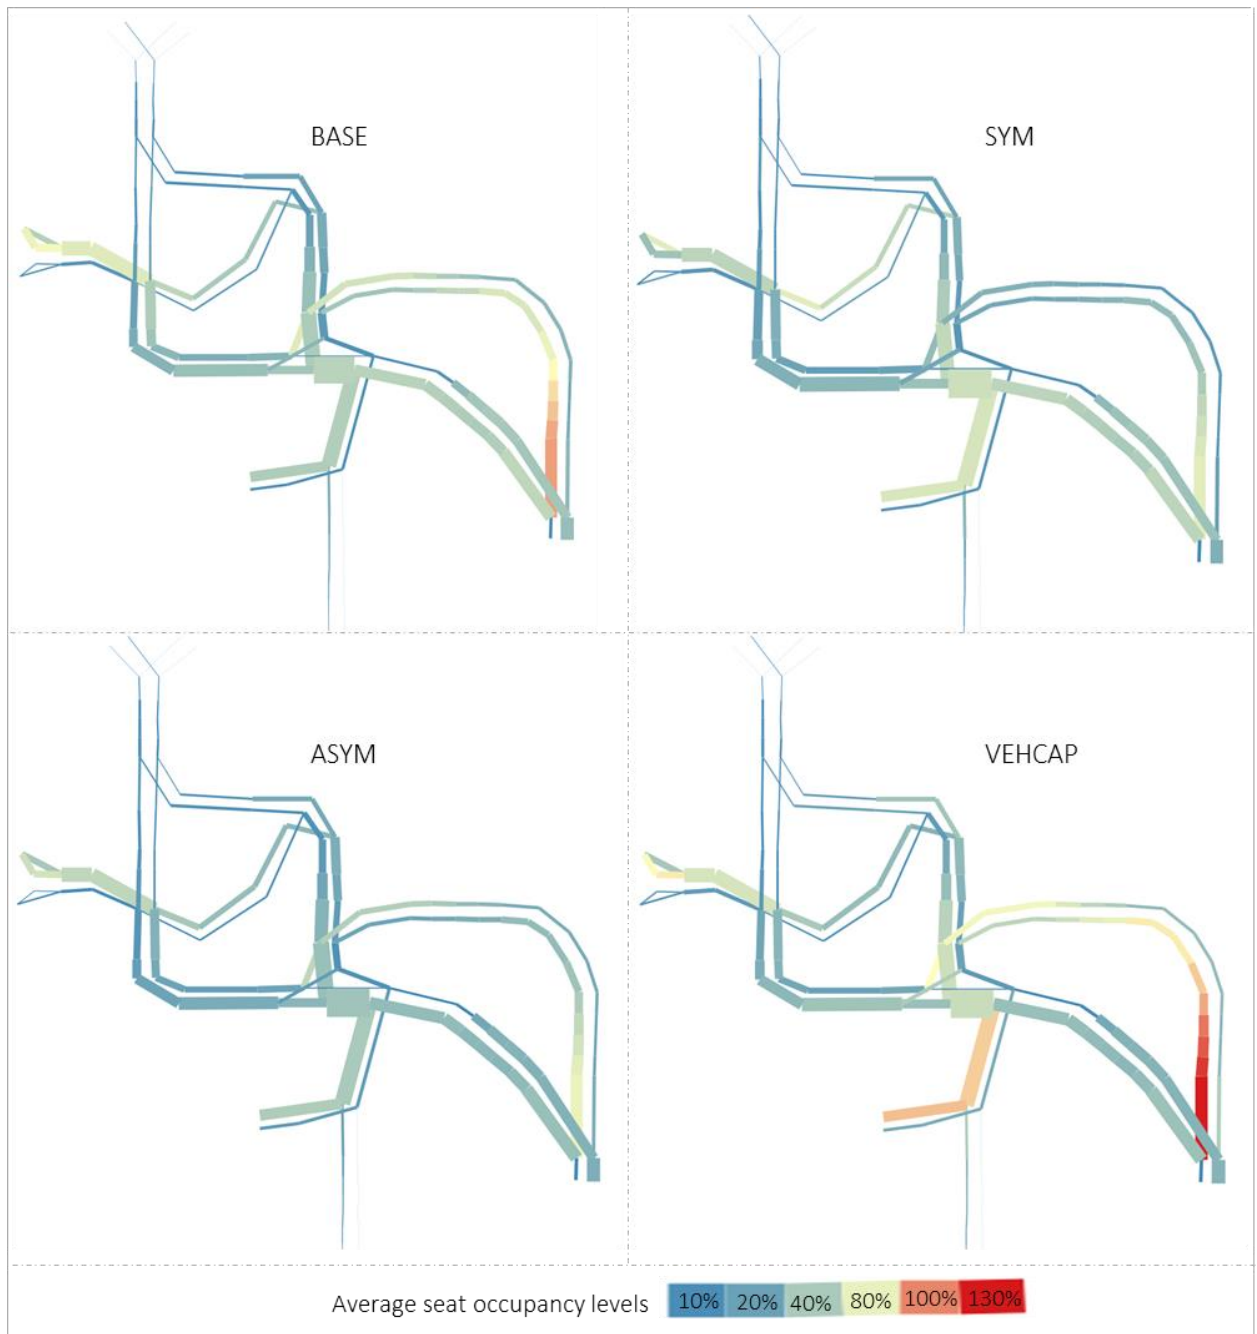 BASE
SYM
ASYM
VEHCAP
Average seat occupancy levels 10% 20% 40% 80% 100% 130%